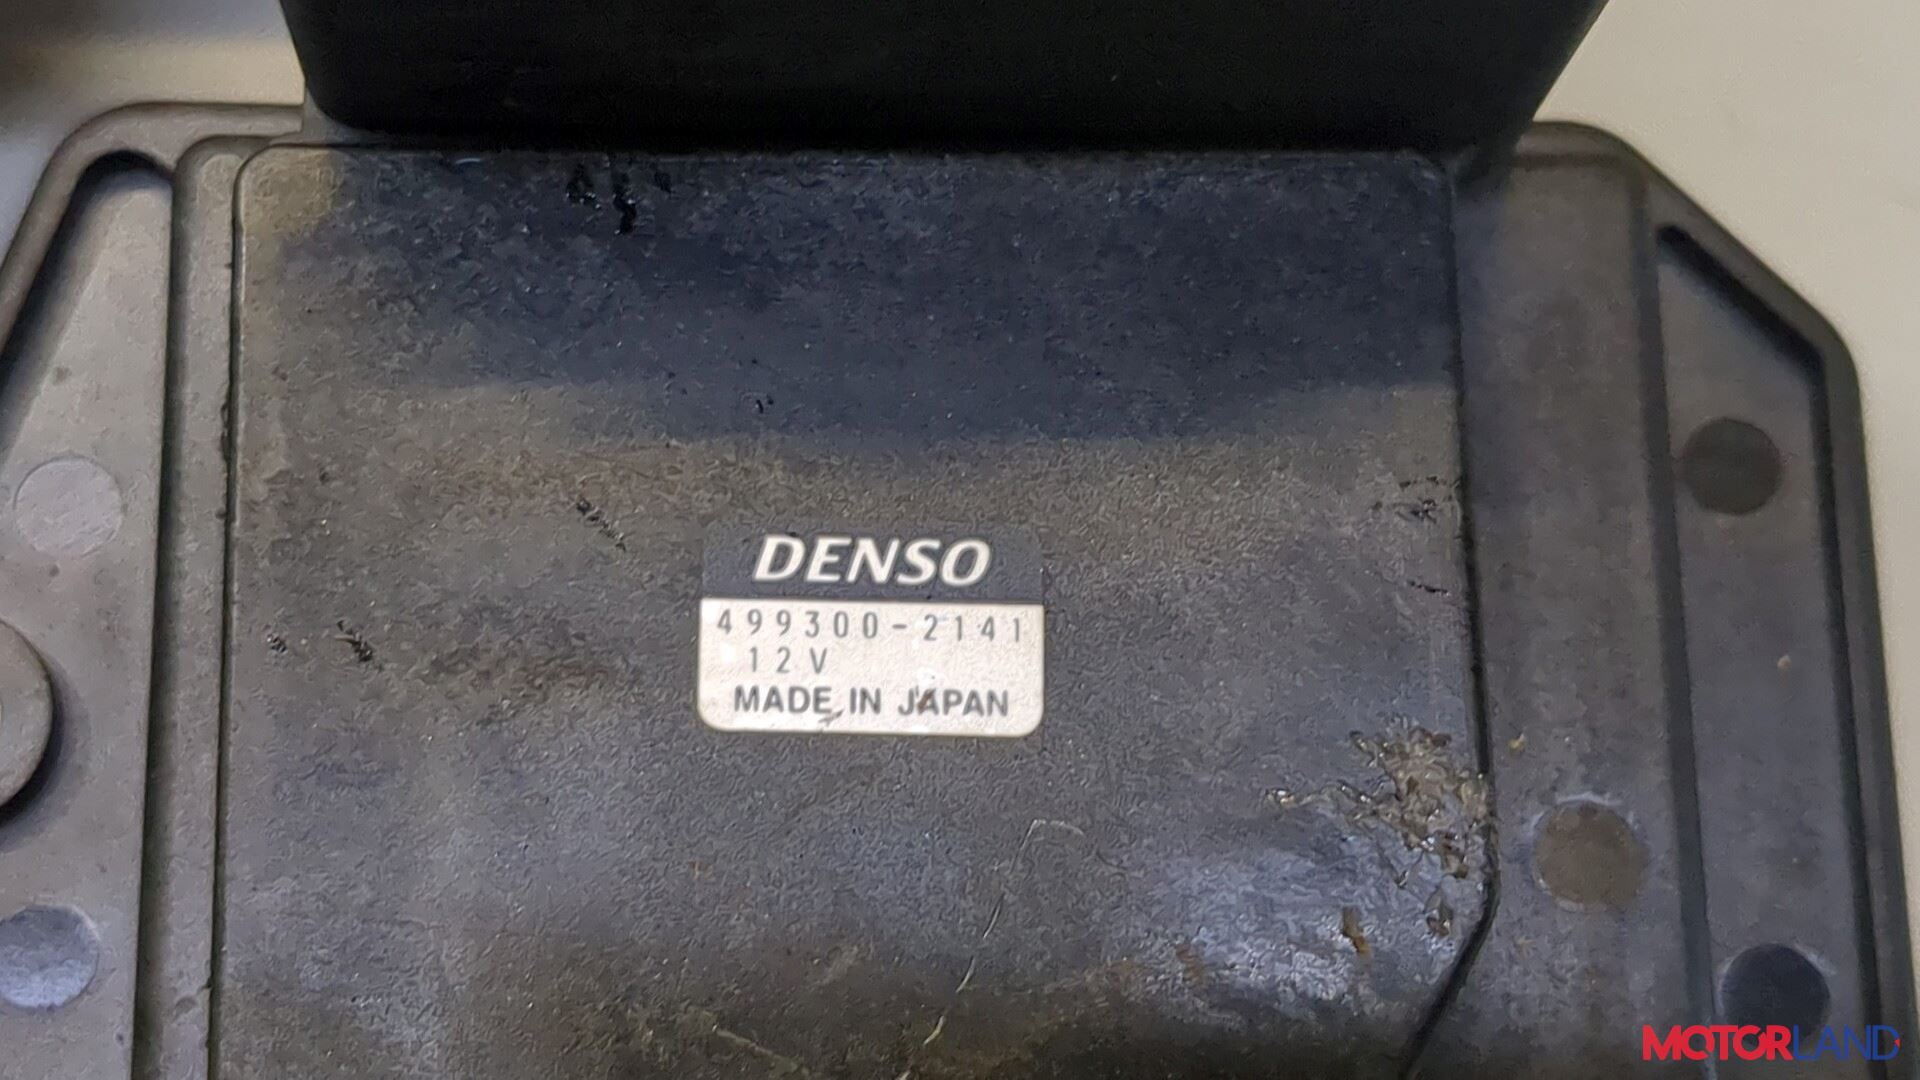 DENSO
499300-2141
12V
MADE IN JAPAN
MOTORLAND